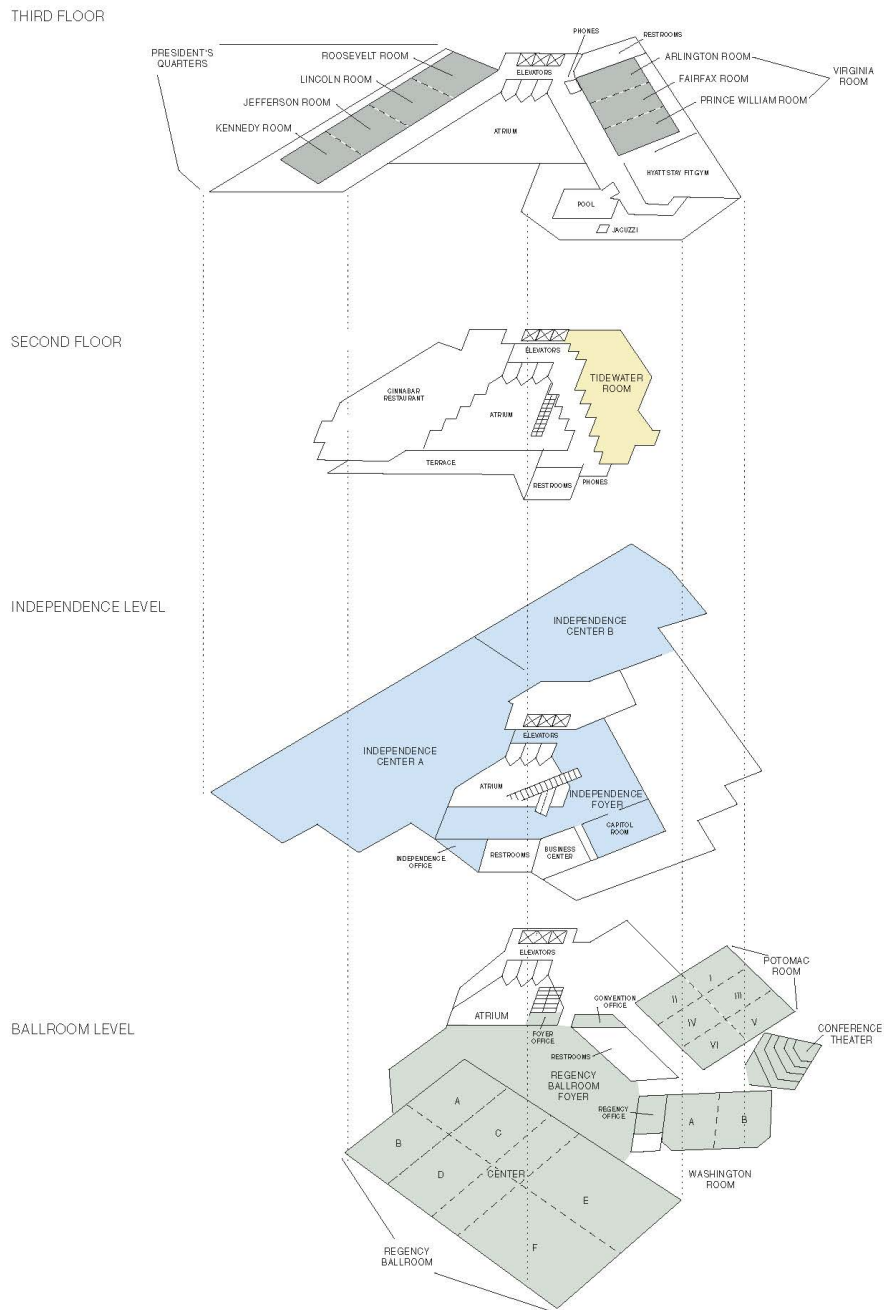 THIRD FLOOR
PRESIDENT'S
QUARTERS
ROOSEVELT ROOM
LINCOLN ROOM
JEFFERSON ROOM
KENNEDY ROOM
ELEVATORS
PHONES
RESTROOMS
ARLINGTON ROOM
FAIRFAX ROOM
PRINCE WILLIAM ROOM
VIRGINIA
ROOM
ATRIUM
HYATT STAY FIT GYM
POOL
JACUZZI
SECOND FLOOR
ELEVATORS
TIDEWATER
ROOM
CINNABAR
RESTAURANT
ATRIUM
TERRACE
RESTROOMS
PHONES
INDEPENDENCE LEVEL
INDEPENDENCE
CENTER B
ELEVATORS
INDEPENDENCE
CENTER A
ATRIUM
INDEPENDENCE
FOYER
CAPITOL
ROOM
INDEPENDENCE
OFFICE
RESTROOMS
BUSINESS
CENTER
BALLROOM LEVEL
ELEVATORS
ATRIUM
FOYER
OFFICE
CONVENTION
OFFICE
RESTROOMS
POTOMAC
ROOM
I
II
III
IV
V
VI
CONFERENCE
THEATER
REGENCY
BALLROOM
FOYER
REGENCY
OFFICE
A
B
WASHINGTON
ROOM
A
B
C
D
CENTER
E
F
REGENCY
BALLROOM